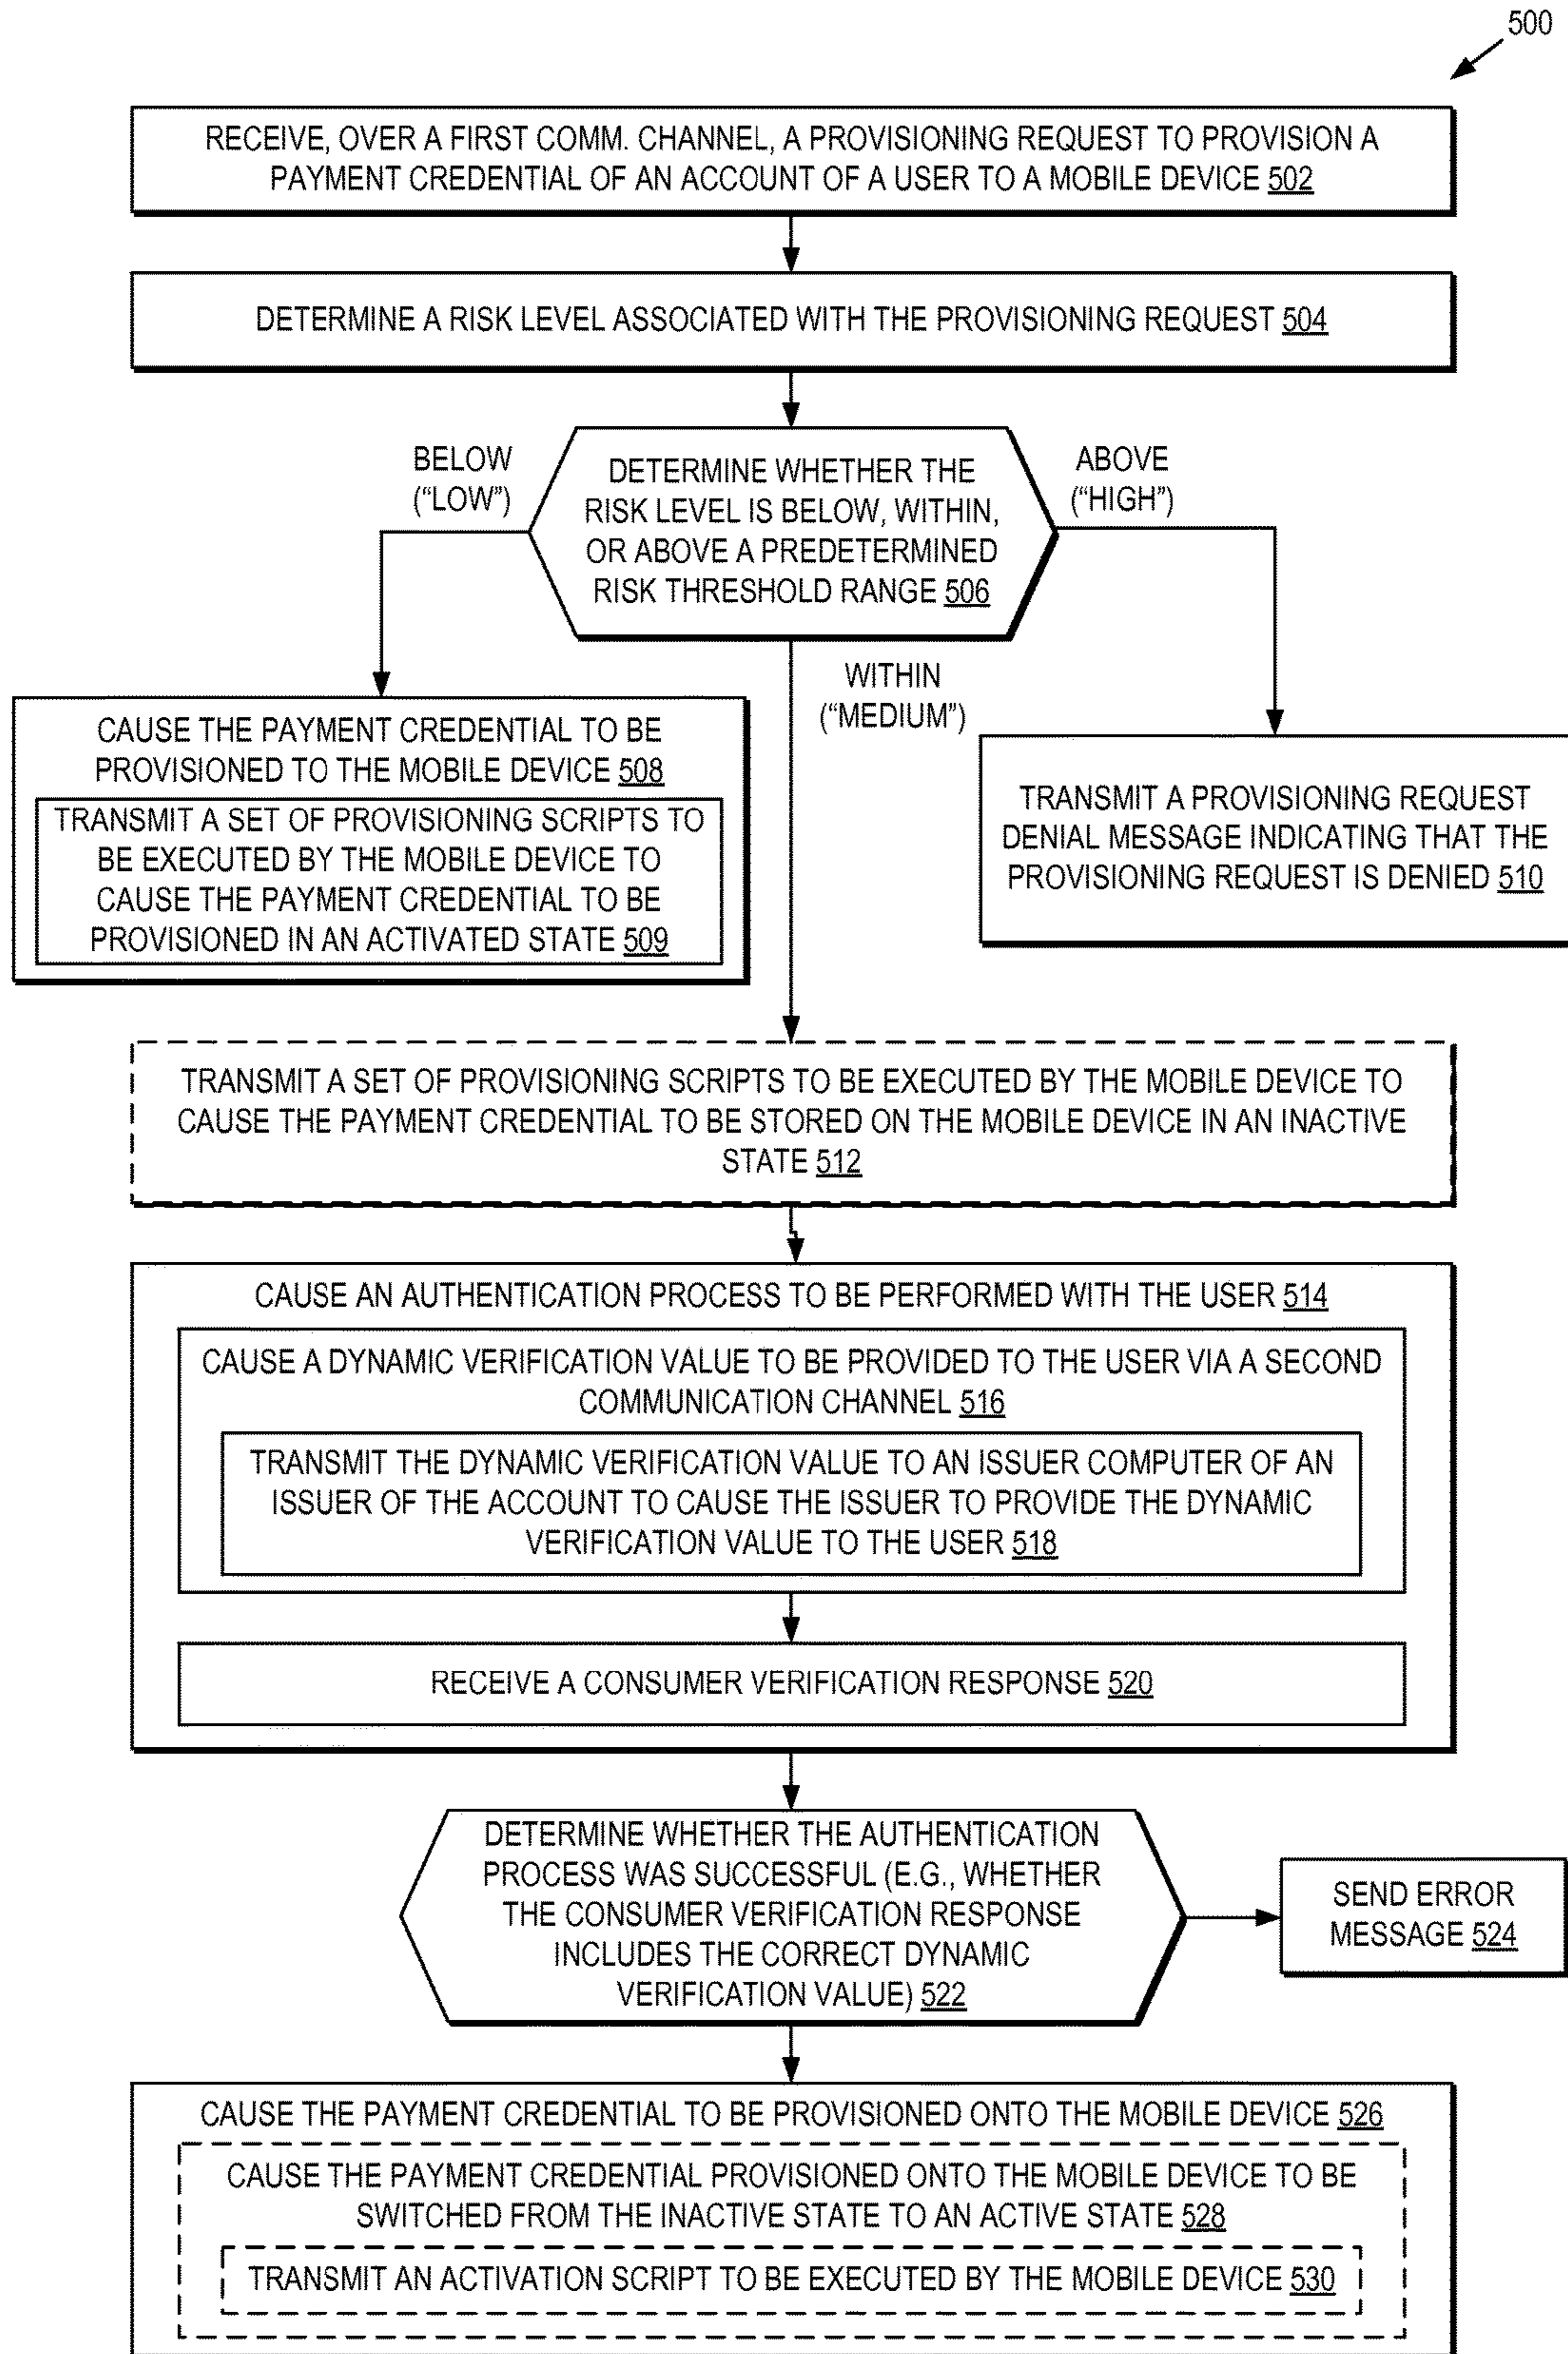 500
RECEIVE, OVER A FIRST COMM. CHANNEL, A PROVISIONING REQUEST TO PROVISION A
PAYMENT CREDENTIAL OF AN ACCOUNT OF A USER TO A MOBILE DEVICE 502
DETERMINE A RISK LEVEL ASSOCIATED WITH THE PROVISIONING REQUEST 504
BELOW
("LOW")
DETERMINE WHETHER THE
RISK LEVEL IS BELOW, WITHIN,
OR ABOVE A PREDETERMINED
RISK THRESHOLD RANGE 506
ABOVE
("HIGH")
WITHIN
("MEDIUM")
CAUSE THE PAYMENT CREDENTIAL TO BE
PROVISIONED TO THE MOBILE DEVICE 508
TRANSMIT A SET OF PROVISIONING SCRIPTS TO
BE EXECUTED BY THE MOBILE DEVICE TO
CAUSE THE PAYMENT CREDENTIAL TO BE
PROVISIONED IN AN ACTIVATED STATE 509
TRANSMIT A PROVISIONING REQUEST
DENIAL MESSAGE INDICATING THAT THE
PROVISIONING REQUEST IS DENIED 510
TRANSMIT A SET OF PROVISIONING SCRIPTS TO BE EXECUTED BY THE MOBILE DEVICE TO
CAUSE THE PAYMENT CREDENTIAL TO BE STORED ON THE MOBILE DEVICE IN AN INACTIVE
STATE 512
CAUSE AN AUTHENTICATION PROCESS TO BE PERFORMED WITH THE USER 514
CAUSE A DYNAMIC VERIFICATION VALUE TO BE PROVIDED TO THE USER VIA A SECOND
COMMUNICATION CHANNEL 516
TRANSMIT THE DYNAMIC VERIFICATION VALUE TO AN ISSUER COMPUTER OF AN
ISSUER OF THE ACCOUNT TO CAUSE THE ISSUER TO PROVIDE THE DYNAMIC
VERIFICATION VALUE TO THE USER 518
RECEIVE A CONSUMER VERIFICATION RESPONSE 520
DETERMINE WHETHER THE AUTHENTICATION
PROCESS WAS SUCCESSFUL (E.G., WHETHER
THE CONSUMER VERIFICATION RESPONSE
INCLUDES THE CORRECT DYNAMIC
VERIFICATION VALUE) 522
SEND ERROR
MESSAGE 524
CAUSE THE PAYMENT CREDENTIAL TO BE PROVISIONED ONTO THE MOBILE DEVICE 526
CAUSE THE PAYMENT CREDENTIAL PROVISIONED ONTO THE MOBILE DEVICE TO BE
SWITCHED FROM THE INACTIVE STATE TO AN ACTIVE STATE 528
TRANSMIT AN ACTIVATION SCRIPT TO BE EXECUTED BY THE MOBILE DEVICE 530